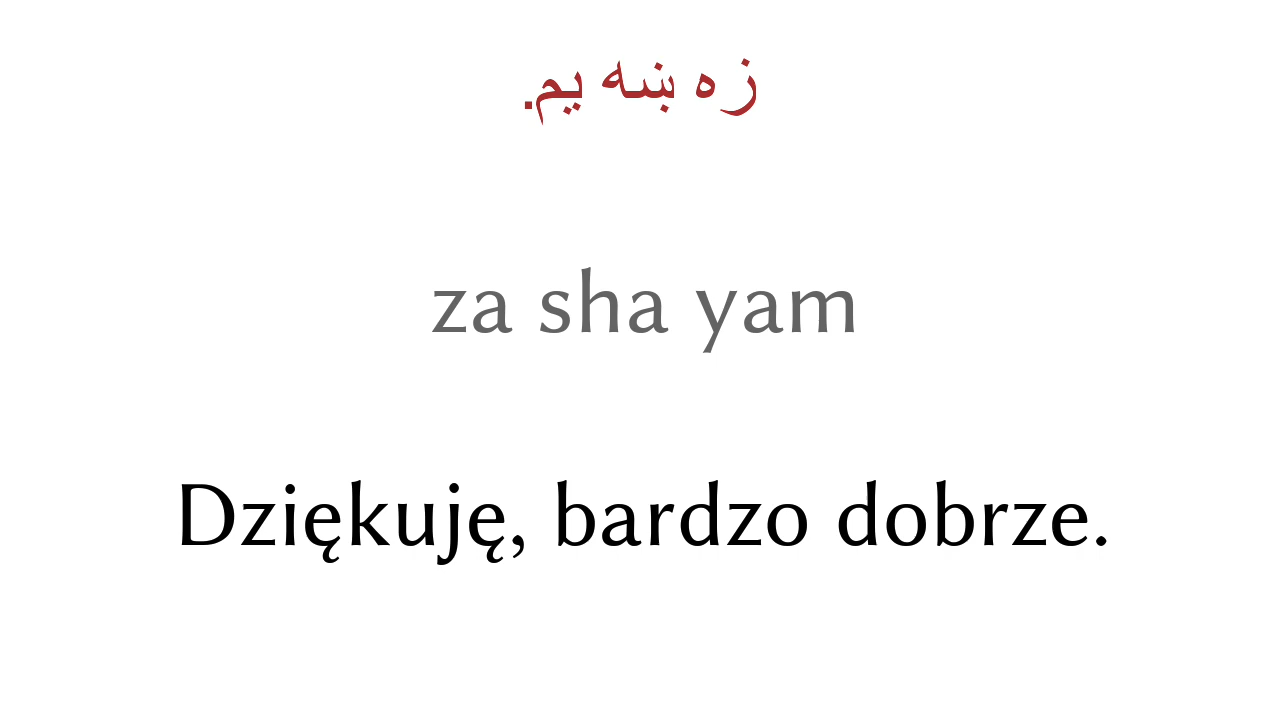 زه ښه يم.
za sha yam
Dziękuję, bardzo dobrze.